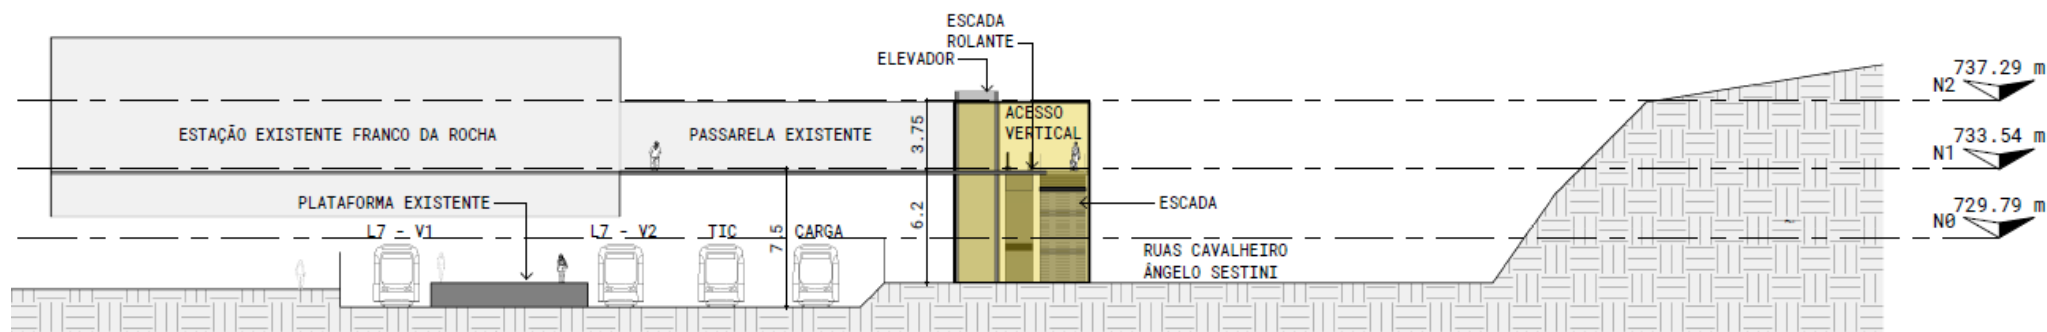 ESCADA
ROLANTE
ELEVADOR
737.29 m
N2
ACESSO
VERTICAL
ESTAÇÃO EXISTENTE FRANCO DA ROCHA
PASSARELA EXISTENTE
3.75
733.54 m
N1
PLATAFORMA EXISTENTE
ESCADA
6.2
729.79 m
N0
L7 - V1
L7 - V2
TIC
CARGA
7.5
RUAS CAVALHEIRO
ÂNGELO SESTINI